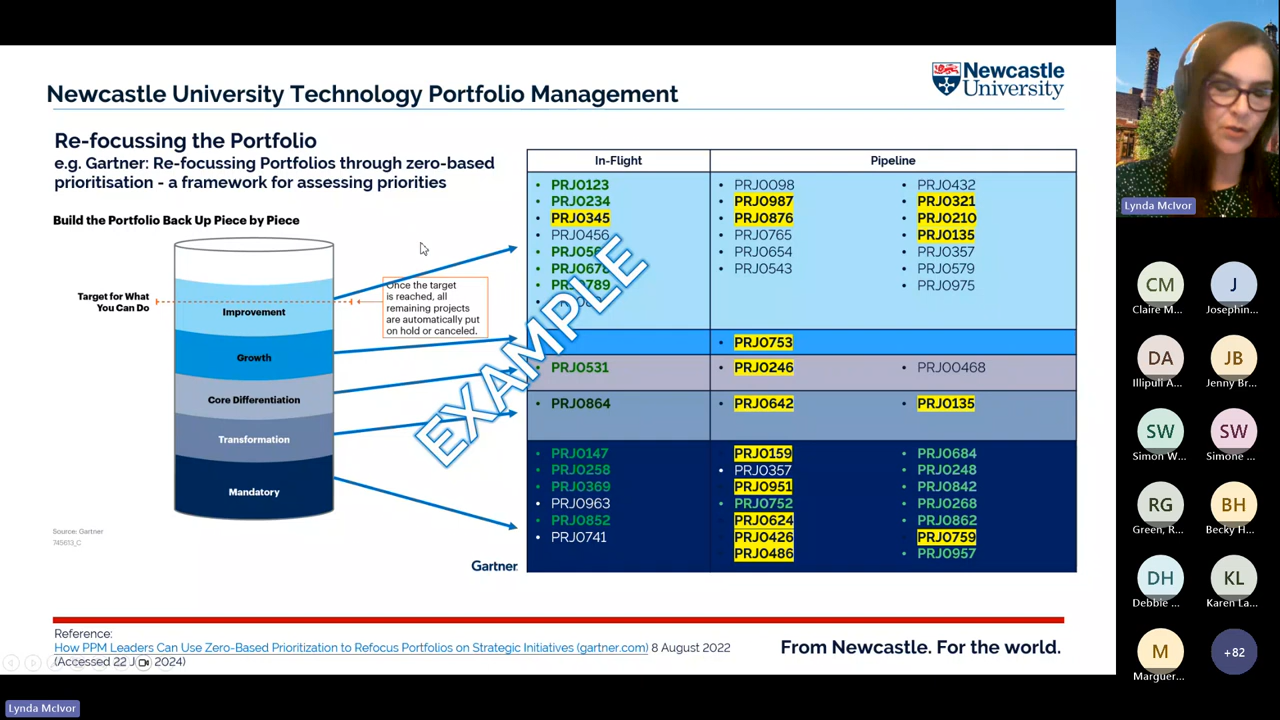 Newcastle University Technology Portfolio Management
Newcastle
University
Re-focussing the Portfolio
e.g. Gartner: Re-focussing Portfolios through zero-based
prioritisation - a framework for assessing priorities
Build the Portfolio Back Up Piece by Piece
Target for What
You Can Do
Improvement
Growth
Core Differentiation
Transformation
Mandatory
Once the target
is reached, all
remaining projects
are automatically put
on hold or canceled.
Source: Gartner
745613_C
Gartner
EXAMPLE
In-Flight
Pipeline
• PRJ0123
• PRJ0234
• PRJ0345
• PRJ0456
• PRJ0789
• PRJ0098
• PRJ0987
• PRJ0876
• PRJ0765
• PRJ0654
• PRJ0543
• PRJ0432
• PRJ0321
• PRJ0210
• PRJ0135
• PRJ0357
• PRJ0579
• PRJ0975
• PRJ0753
• PRJ0531
• PRJ0246
• PRJ00468
• PRJ0864
• PRJ0642
• PRJ0135
• PRJ0147
• PRJ0258
• PRJ0369
• PRJ0963
• PRJ0852
• PRJ0741
PRJ0159
• PRJ0357
PRJ0951
• PRJ0752
PRJ0624
PRJ0426
PRJ0486
• PRJ0684
• PRJ0248
• PRJ0842
• PRJ0268
• PRJ0862
PRJ0759
• PRJ0957
Reference:
How PPM Leaders Can Use Zero-Based Prioritization to Refocus Portfolios on Strategic Initiatives (gartner.com) 8 August 2022
(Accessed 22 2024)
From Newcastle. For the world.
Lynda McIvor
Lynda McIvor
CM
Claire M...
J
Josephin...
DA
Illipuli A...
JB
Jenny Br...
SW
Simon W...
SW
Simone ...
RG
Green, R...
BH
Becky H...
DH
Debbie ...
KL
Karen La...
M
Marguer...
+82